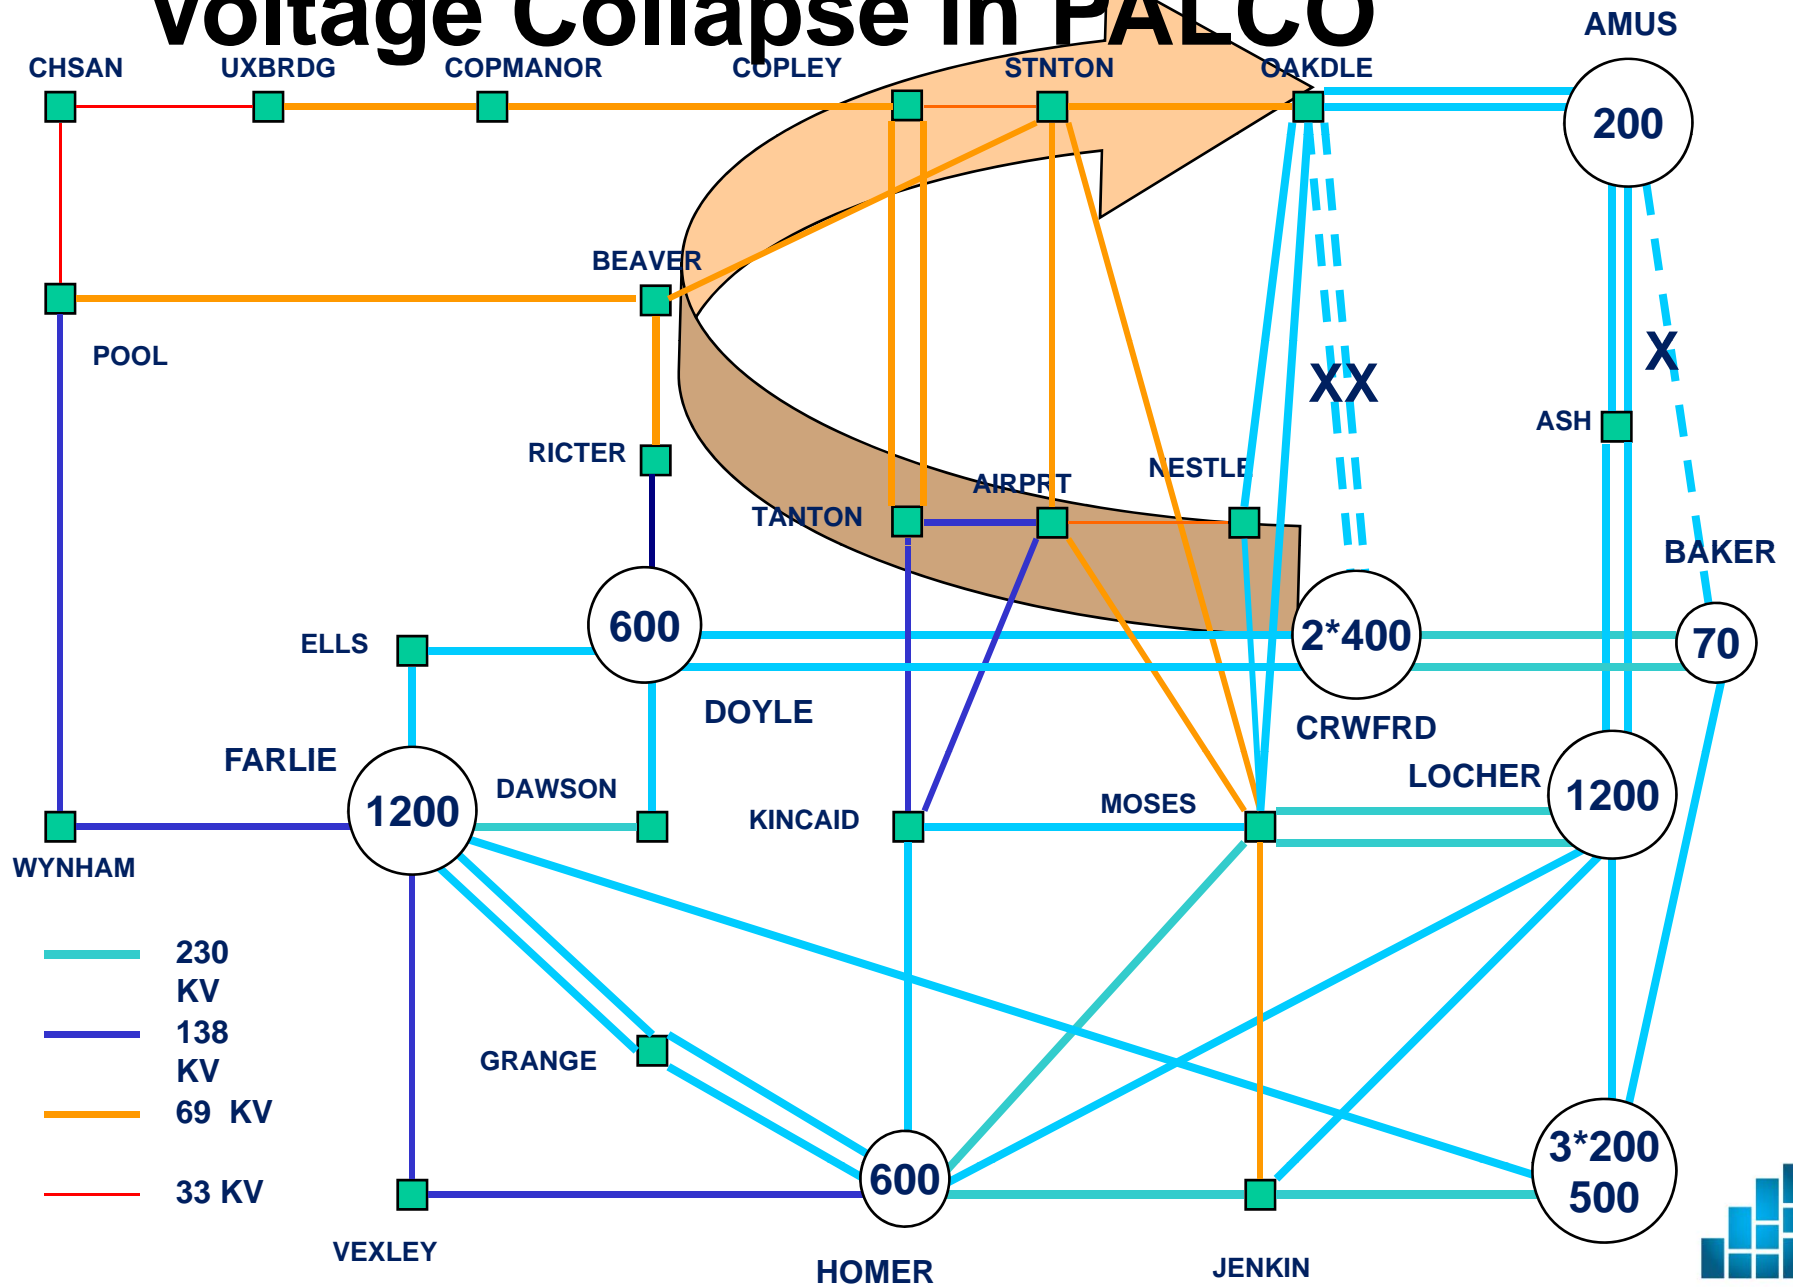 Voltage Collapse in PALCO
AMUS
CHSAN
UXBRDG
COPMANOR
COPLEY
STNTON
OAKDLE
200
BEAVER
POOL
X
XX
ASH
RICTER
NESTLE
AIRPRT
TANTON
BAKER
600
2*400
70
ELLS
DOYLE
CRWFRD
FARLIE
LOCHER
DAWSON
MOSES
1200
KINCAID
1200
WYNHAM
230
KV
138
KV
GRANGE
69 KV
3*200
500
600
33 KV
VEXLEY
HOMER
JENKIN